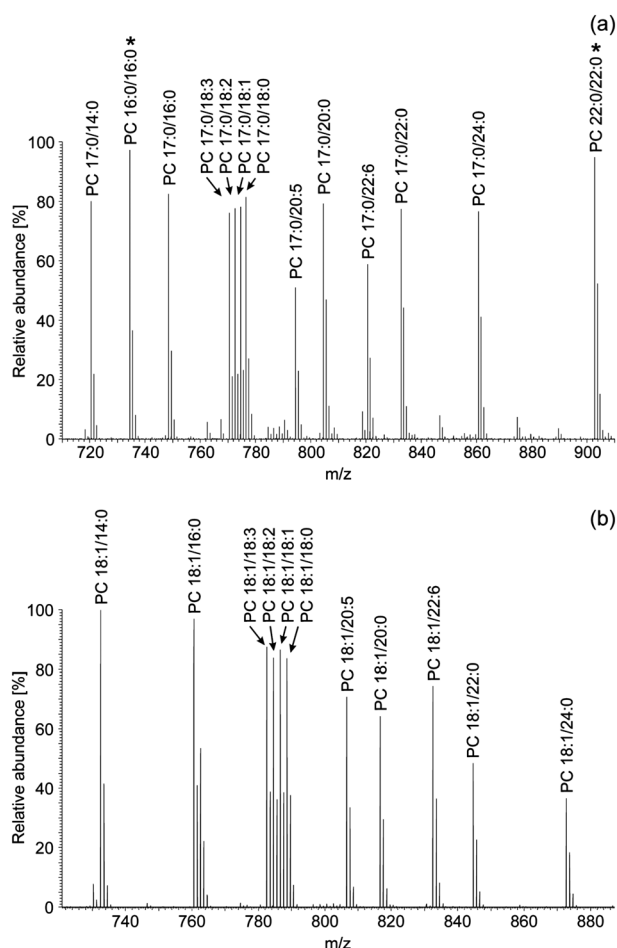 (a)
PC 17:0/14:0
PC 16:0/16:0 *
PC 17:0/16:0
PC 17:0/18:3
PC 17:0/18:2
PC 17:0/18:1
PC 17:0/18:0
PC 17:0/20:5
PC 17:0/20:0
PC 17:0/22:6
PC 17:0/22:0
PC 17:0/24:0
PC 22:0/22:0 *
Relative abundance [%]
100
80
60
40
20
0
720 740 760 780 800 820 840 860 880 900
m/z
(b)
PC 18:1/14:0
PC 18:1/16:0
PC 18:1/18:3
PC 18:1/18:2
PC 18:1/18:1
PC 18:1/18:0
PC 18:1/20:5
PC 18:1/20:0
PC 18:1/22:6
PC 18:1/22:0
PC 18:1/24:0
Relative abundance [%]
100
80
60
40
20
0
740 760 780 800 820 840 860 880
m/z